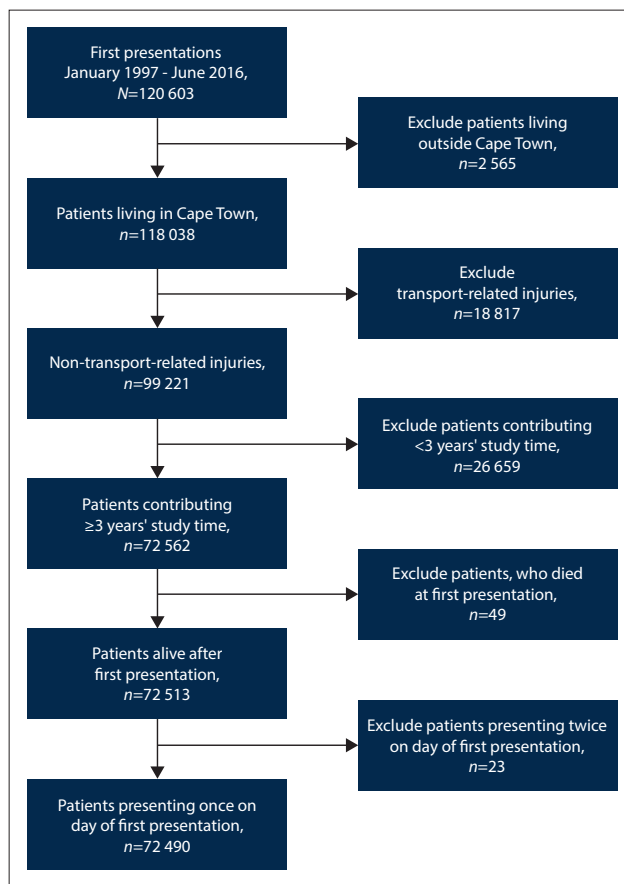 First presentations
January 1997 - June 2016,
N=120 603
Exclude patients living
outside Cape Town,
n=2 565
Patients living in Cape Town,
n=118 038
Exclude
transport-related injuries,
n=18 817
Non-transport-related injuries,
n=99 221
Exclude patients contributing
<3 years' study time,
n=26 659
Patients contributing
≥3 years' study time,
n=72 562
Exclude patients, who died
at first presentation,
n=49
Patients alive after
first presentation,
n=72 513
Exclude patients presenting twice
on day of first presentation,
n=23
Patients presenting once on
day of first presentation,
n=72 490